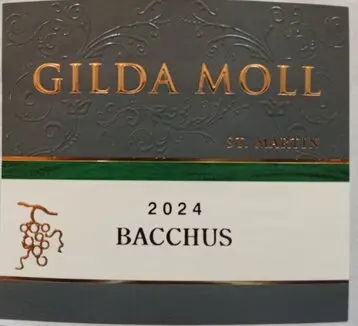 GILDA MOLL
ST. MARTIN
2024
BACCHUS